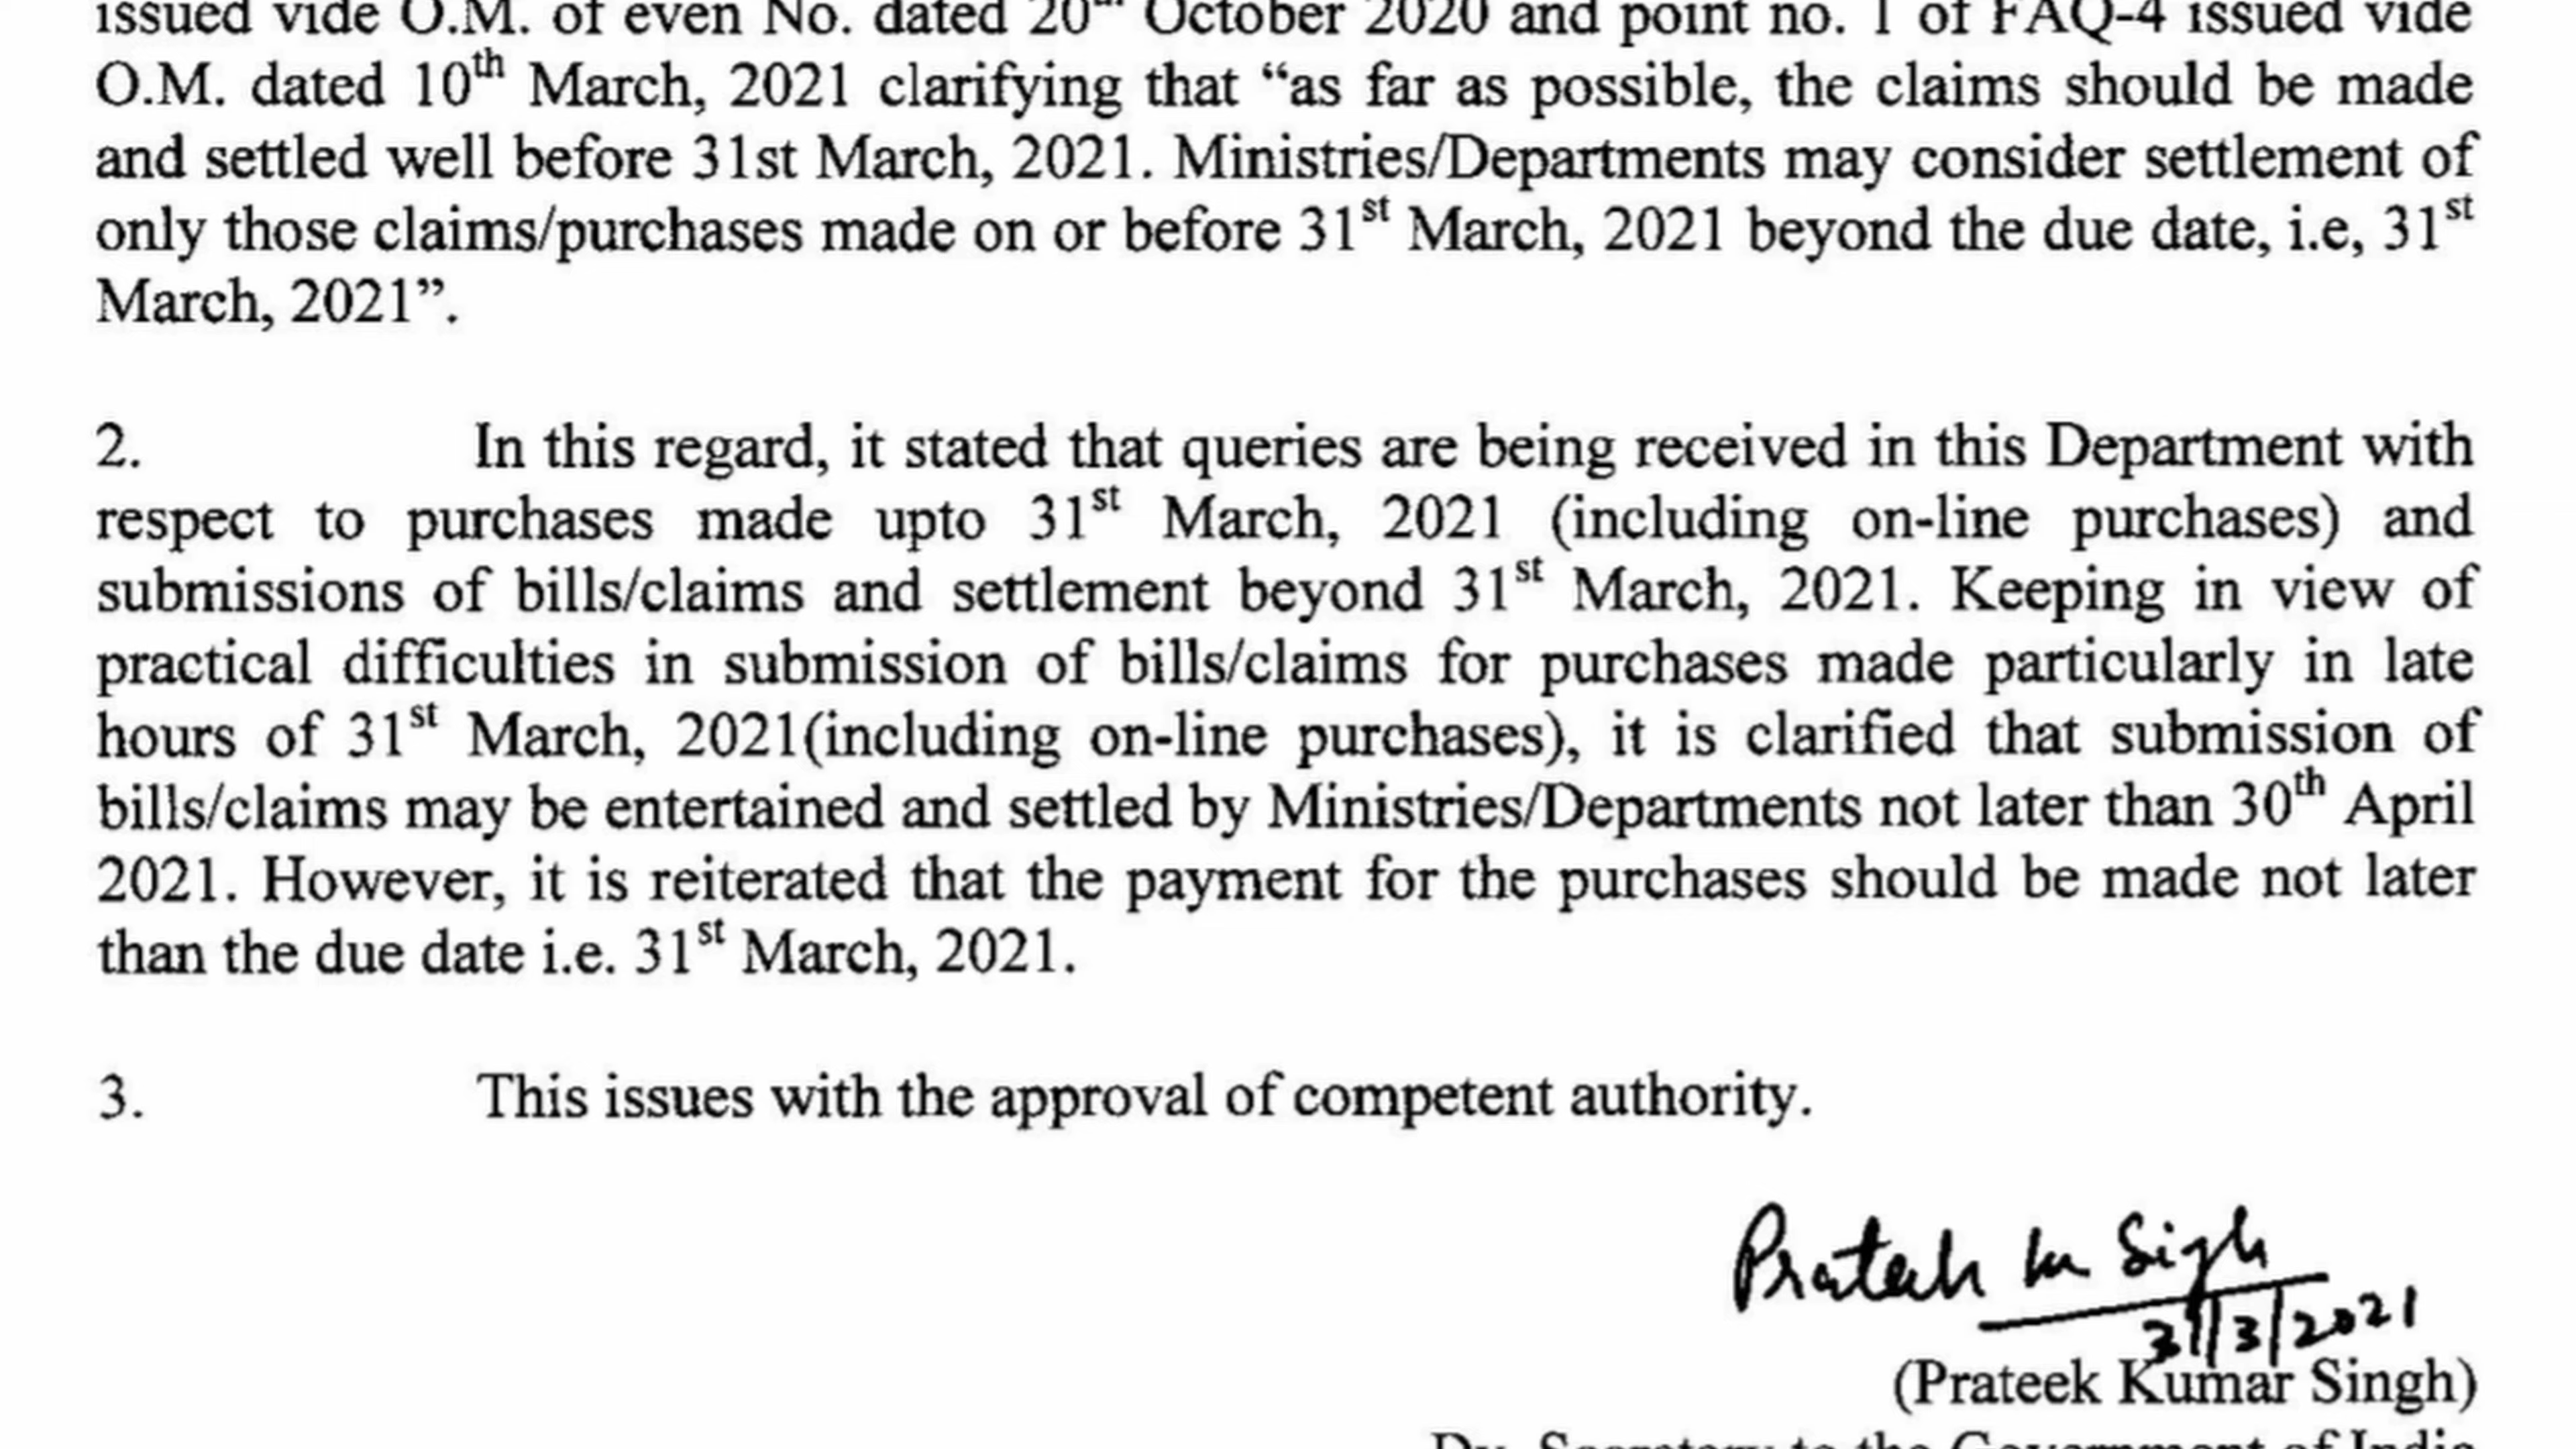 issued vide O.M. of even No. dated 20th October 2020 and point no. 1 of FAQ-4 issued vide
O.M. dated 10th March, 2021 clarifying that “as far as possible, the claims should be made
and settled well before 31st March, 2021. Ministries/Departments may consider settlement of
only those claims/purchases made on or before 31st March, 2021 beyond the due date, i.e, 31st
March, 2021”.
2. In this regard, it stated that queries are being received in this Department with
respect to purchases made upto 31st March, 2021 (including on-line purchases) and
submissions of bills/claims and settlement beyond 31st March, 2021. Keeping in view of
practical difficulties in submission of bills/claims for purchases made particularly in late
hours of 31st March, 2021(including on-line purchases), it is clarified that submission of
bills/claims may be entertained and settled by Ministries/Departments not later than 30th April
2021. However, it is reiterated that the payment for the purchases should be made not later
than the due date i.e. 31st March, 2021.
3. This issues with the approval of competent authority.
Prateek Kr Sigh
31/3/2021
(Prateek Kumar Singh)
Dy. Secretary to the Government of India